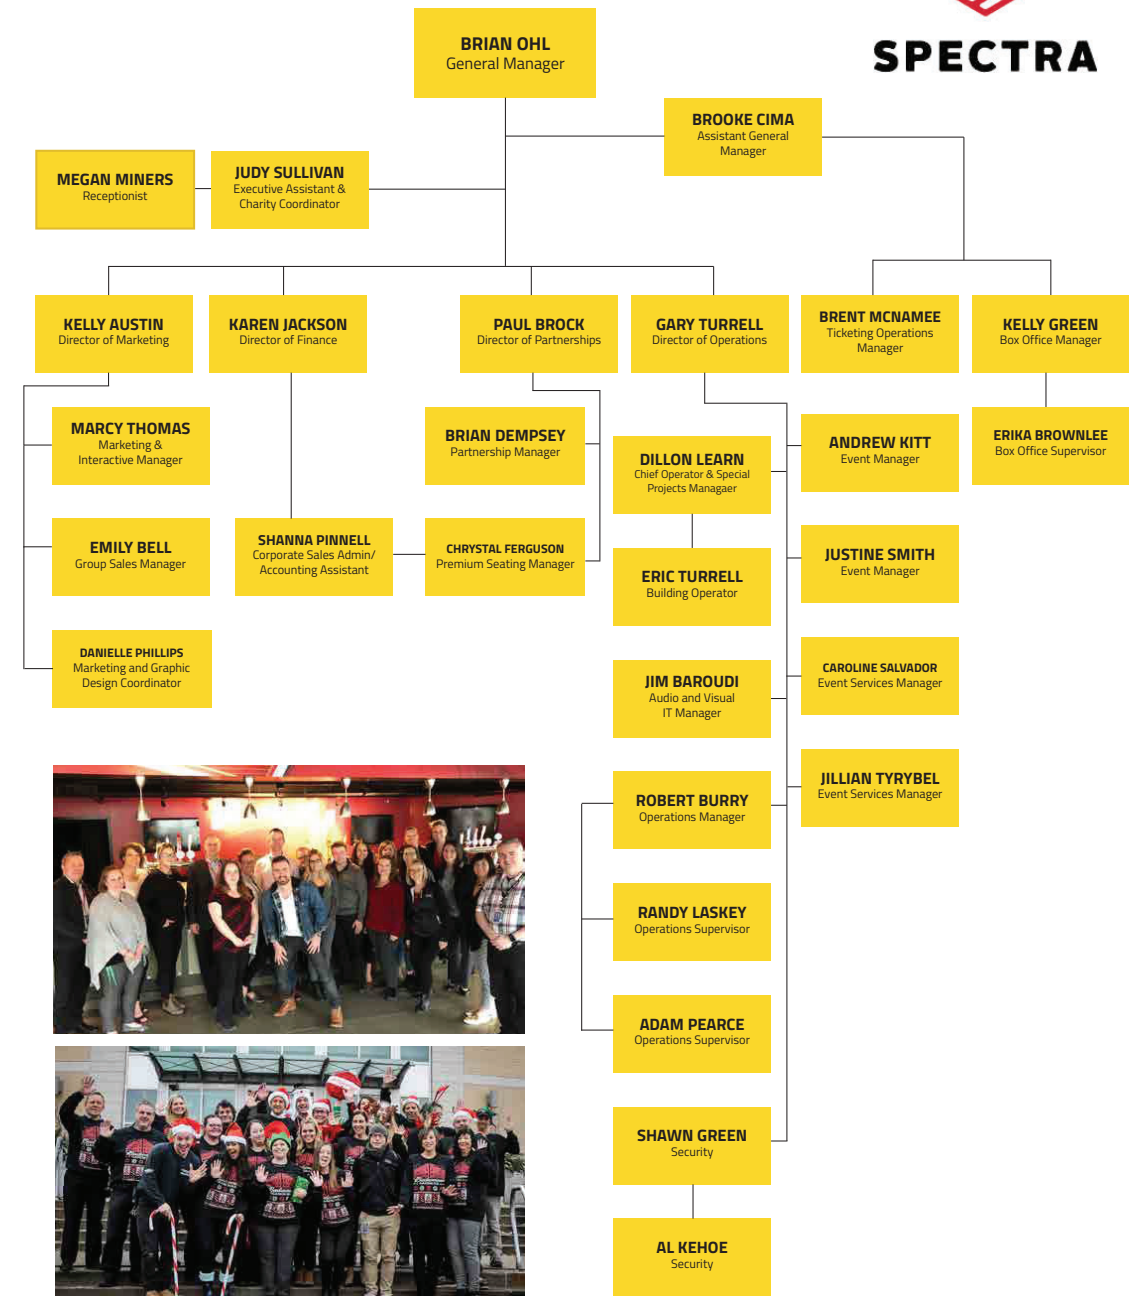 BRIAN OHL
General Manager
SPECTRA
BROOKE CIMA
Assistant General
Manager
MEGAN MINERS
Receptionist
JUDY SULLIVAN
Executive Assistant &
Charity Coordinator
KELLY AUSTIN
Director of Marketing
KAREN JACKSON
Director of Finance
PAUL BROCK
Director of Partnerships
GARY TURRELL
Director of Operations
BRENT MCNAMEE
Ticketing Operations
Manager
KELLY GREEN
Box Office Manager
MARCY THOMAS
Marketing &
Interactive Manager
BRIAN DEMPSEY
Partnership Manager
DILLON LEARN
Chief Operator & Special
Projects Managaer
ANDREW KITT
Event Manager
ERIKA BROWNLEE
Box Office Supervisor
EMILY BELL
Group Sales Manager
SHANNA PINNELL
Corporate Sales Admin/
Accounting Assistant
CHRYSTAL FERGUSON
Premium Seating Manager
ERIC TURRELL
Building Operator
JUSTINE SMITH
Event Manager
DANIELLE PHILLIPS
Marketing and Graphic
Design Coordinator
JIM BAROUDI
Audio and Visual
IT Manager
CAROLINE SALVADOR
Event Services Manager
ROBERT BURRY
Operations Manager
JILLIAN TYRYBEL
Event Services Manager
RANDY LASKEY
Operations Supervisor
ADAM PEARCE
Operations Supervisor
SHAWN GREEN
Security
AL KEHOE
Security